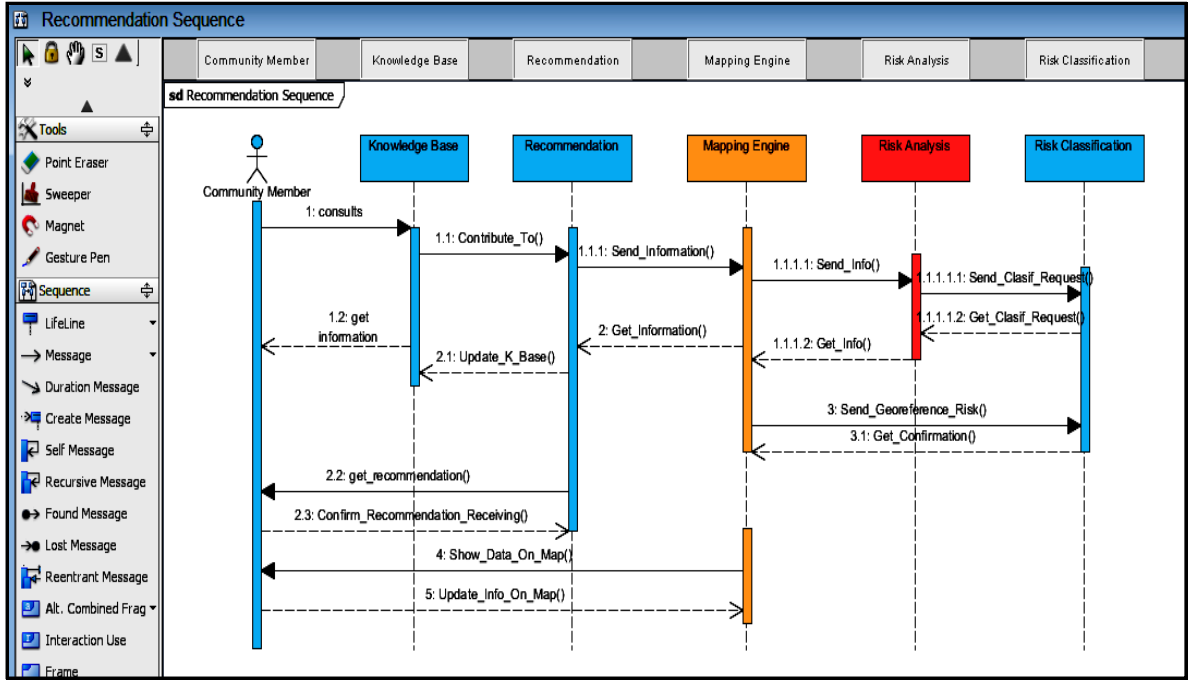 Recommendation Sequence
S
Community Member
Knowledge Base
Recommendation
Mapping Engine
Risk Analysis
Risk Classification
sd Recommendation Sequence
Tools
Point Eraser
Sweeper
Magnet
Gesture Pen
Sequence
LifeLine
Message
Duration Message
Create Message
Self Message
Recursive Message
Found Message
Lost Message
Reentrant Message
Alt. Combined Frag
Interaction Use
Frame
Community Member
Knowledge Base
Recommendation
Mapping Engine
Risk Analysis
Risk Classification
1: consults
1.1: Contribute_To()
1.1.1: Send_Information()
1.1.1.1: Send_Info()
1.1.1.1.1: Send_Clasif_Request()
1.2: get
information
2: Get_Information()
1.1.1.1.2: Get_Clasif_Request()
1.1.1.2: Get_Info()
2.1: Update_K_Base()
3: Send_Georeference_Risk()
3.1: Get_Confirmation()
2.2: get_recommendation()
2.3: Confirm_Recommendation_Receiving()
4: Show_Data_On_Map()
5: Update_Info_On_Map()